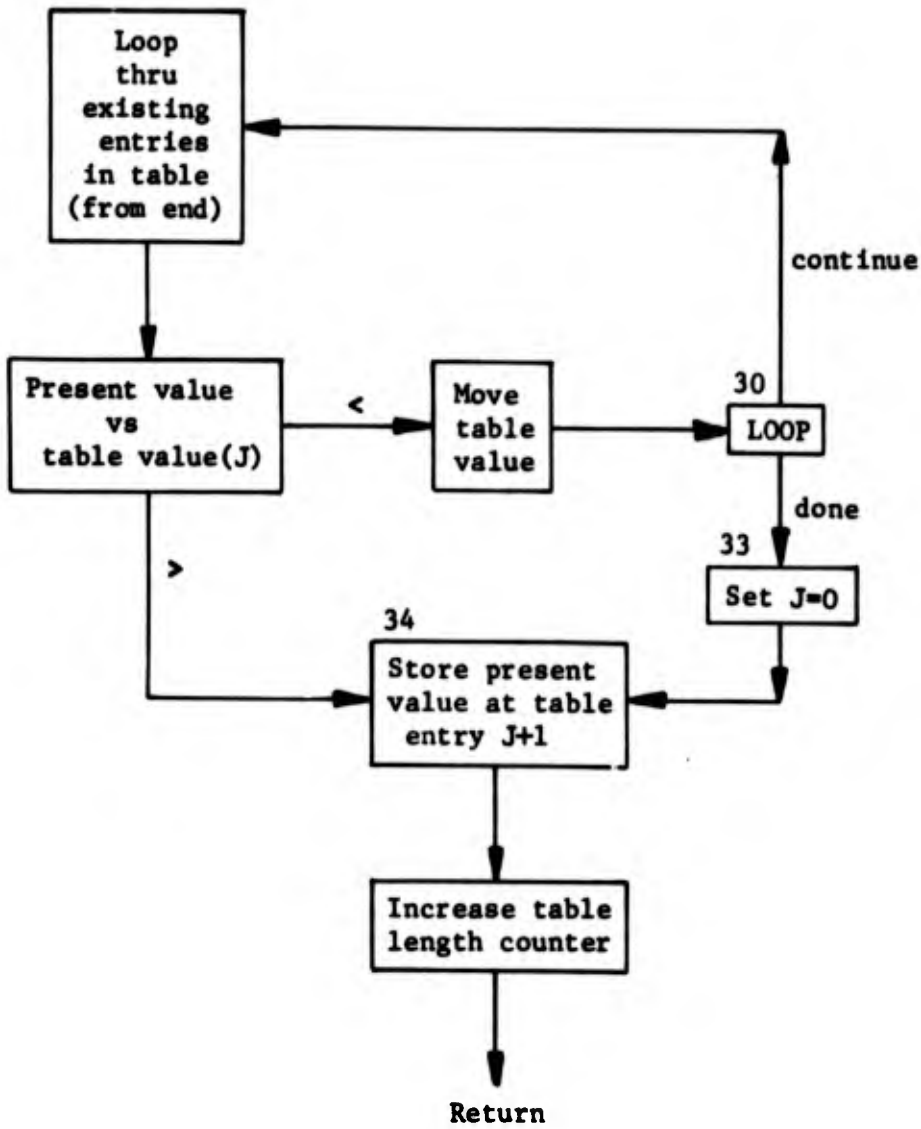 Loop
thru
existing
entries
in table
(from end)
continue
Present value
vs
table value(J)
<
Move
table
value
30
LOOP
done
33
Set J=0
>
34
Store present
value at table
entry J+1
Increase table
length counter
Return